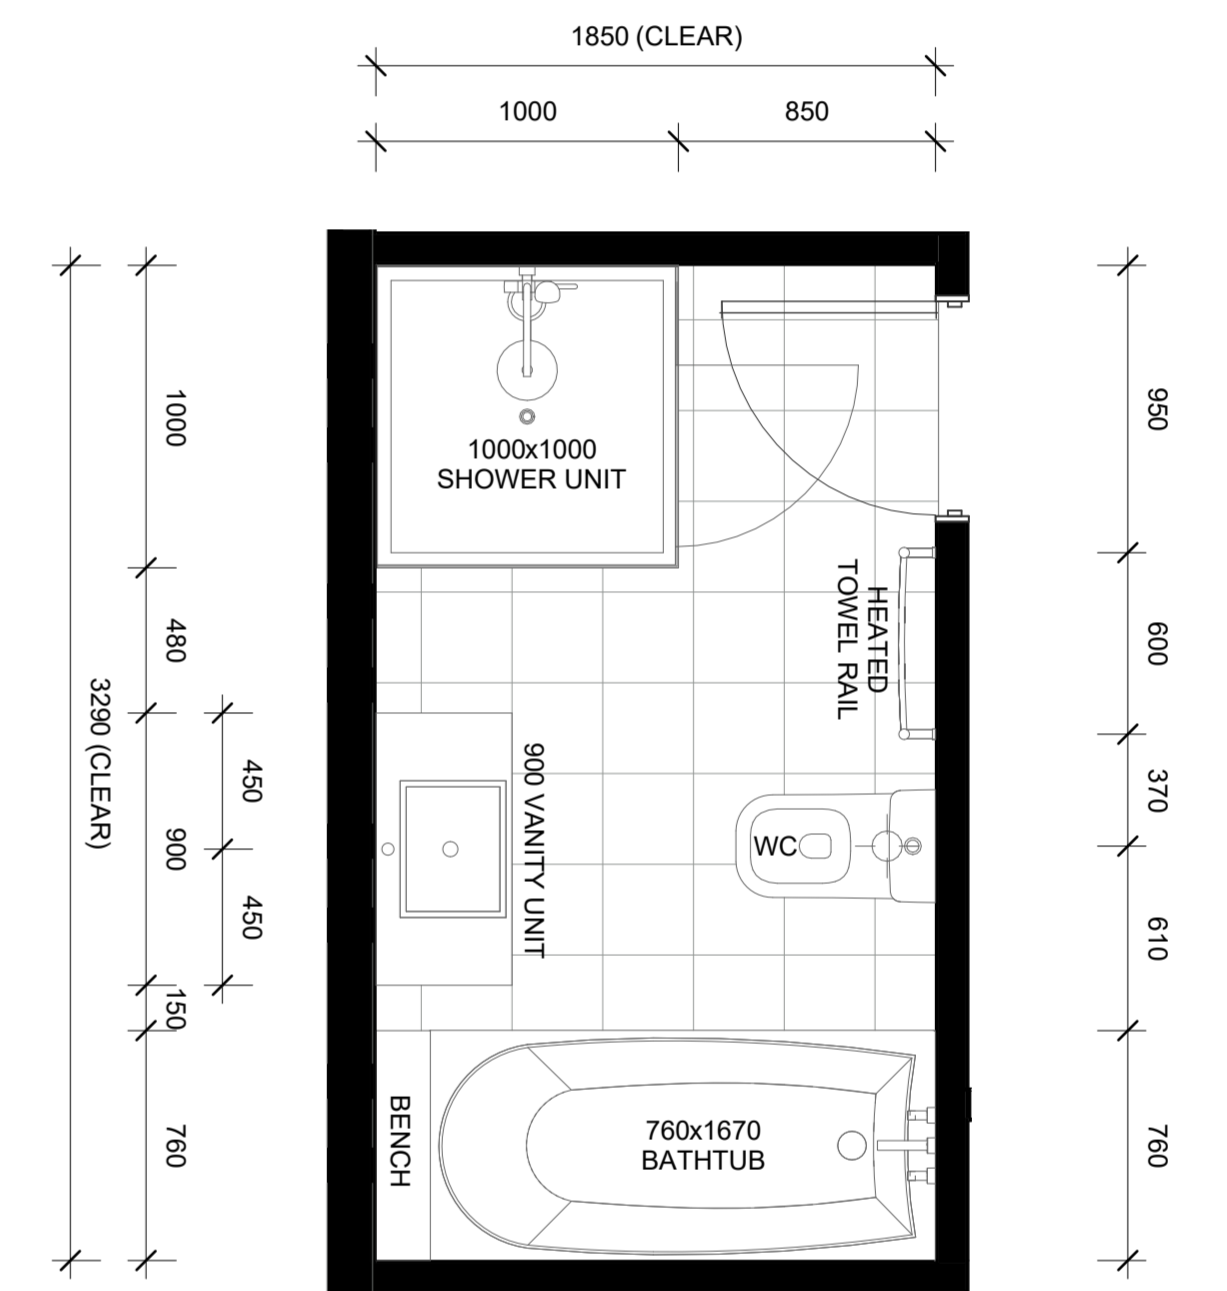 1850 (CLEAR)
1000
850
3290 (CLEAR)
1000
480
900
150
760
450
450
1000x1000
SHOWER UNIT
HEATED
TOWEL RAIL
900 VANITY UNIT
WC
BENCH
760x1670
BATHTUB
950
600
370
610
760